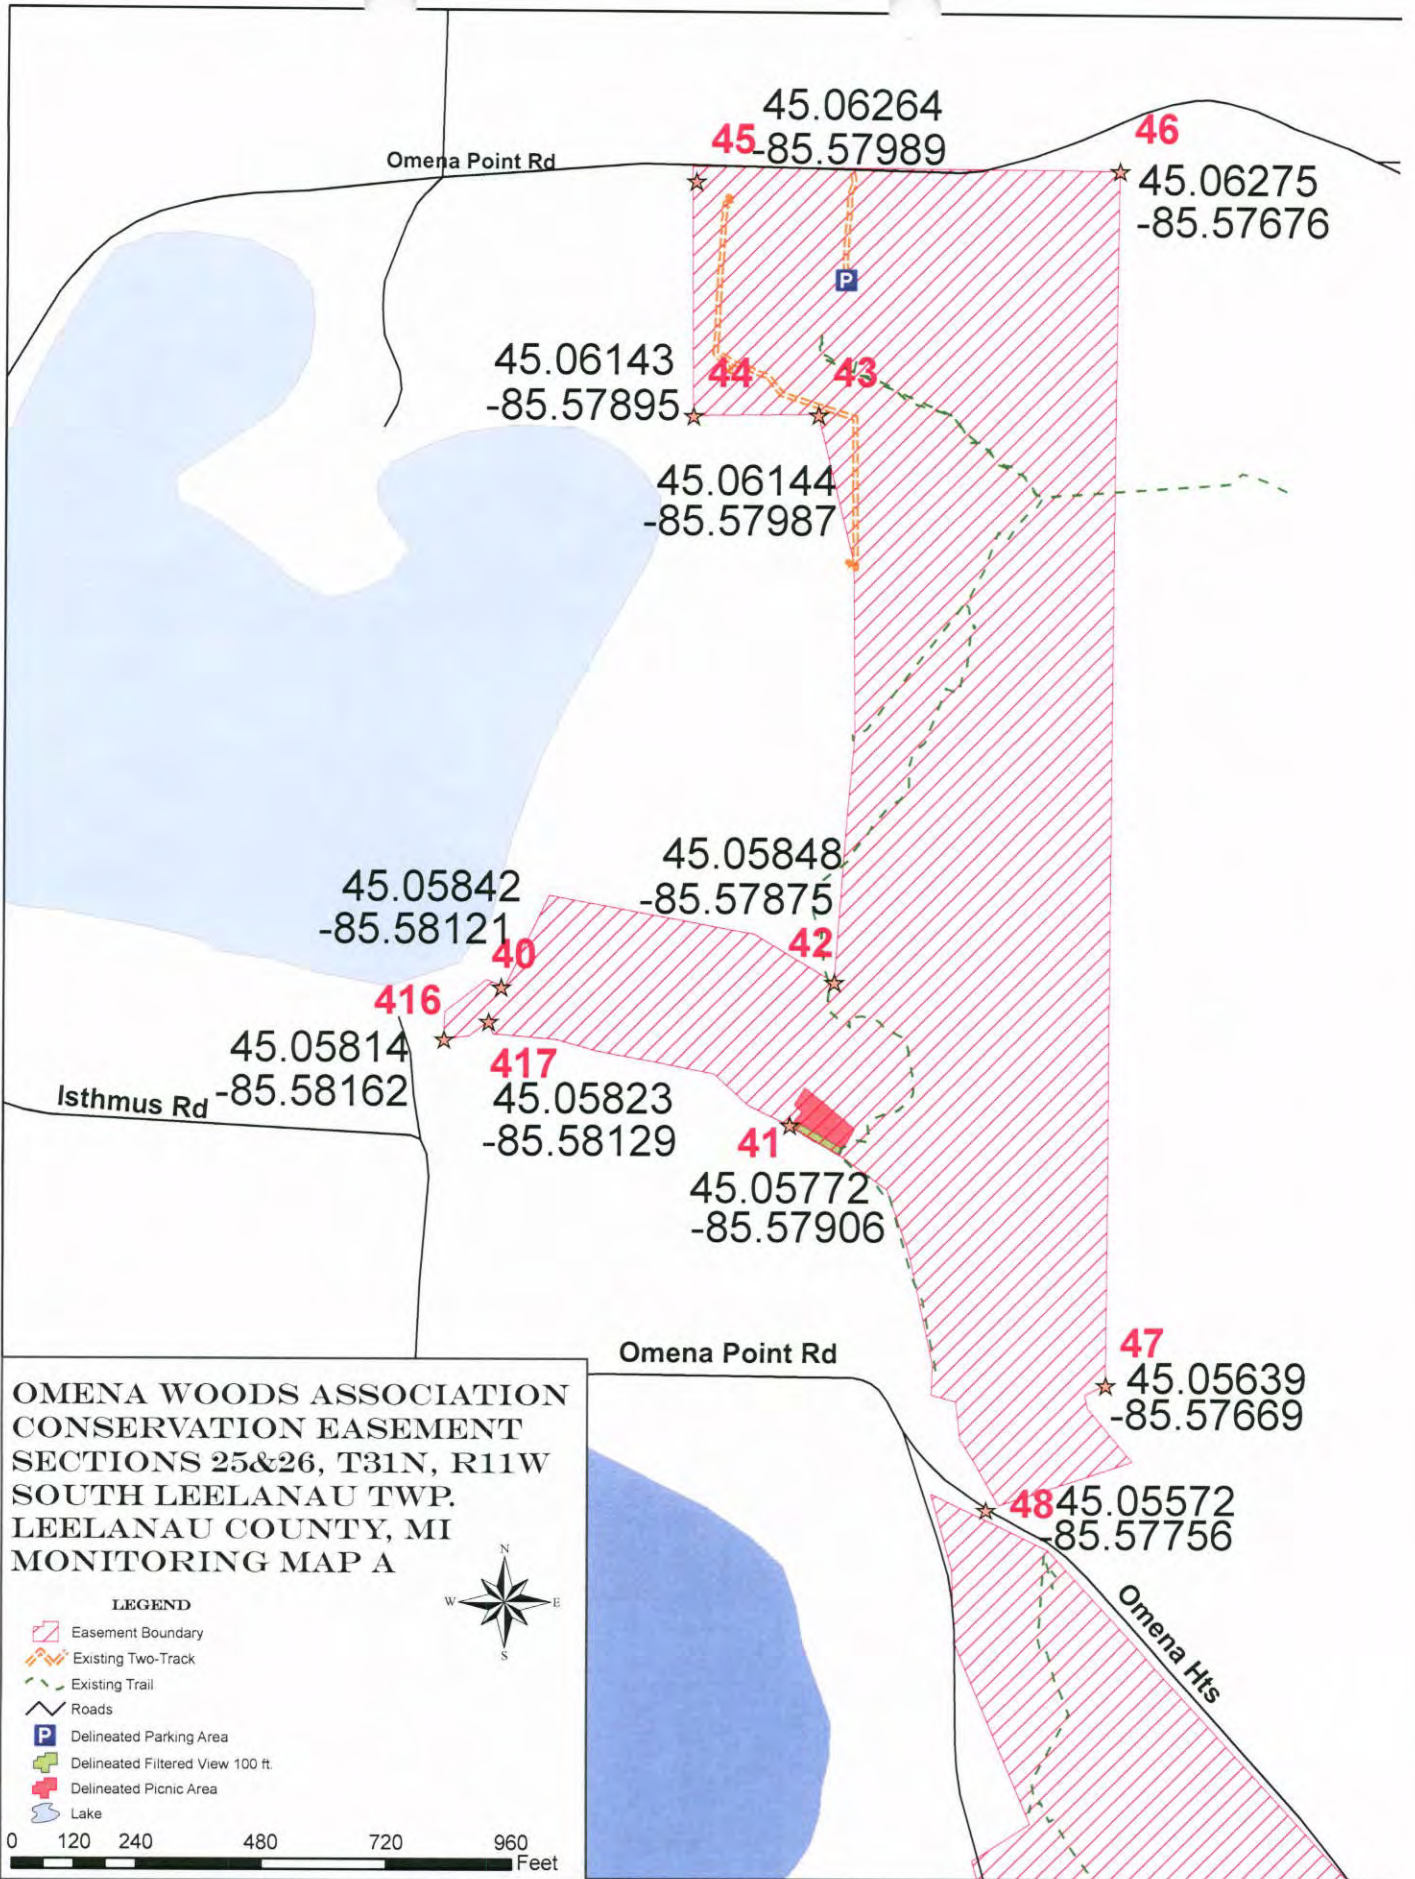 45.06264
45
-85.57989
46
Omena Point Rd
45.06275
-85.57676
P
45.06143
44
43
-85.57895
45.06144
-85.57987
45.05848
45.05842
-85.57875
-85.58121
40
42
416
45.05814
417
-85.58162
Isthmus Rd
45.05823
-85.58129
41
45.05772
-85.57906
47
Omena Point Rd
45.05639
-85.57669
48
45.05572
-85.57756
Omena Hts
OMENA WOODS ASSOCIATION
CONSERVATION EASEMENT
SECTIONS 25&26, T31N, R11W
SOUTH LEELANAU TWP.
LEELANAU COUNTY, MI
MONITORING MAP A
N
W
E
S
LEGEND
Easement Boundary
Existing Two-Track
Existing Trail
Roads
P Delineated Parking Area
Delineated Filtered View 100 ft.
Delineated Picnic Area
Lake
0 120 240 480 720 960
Feet